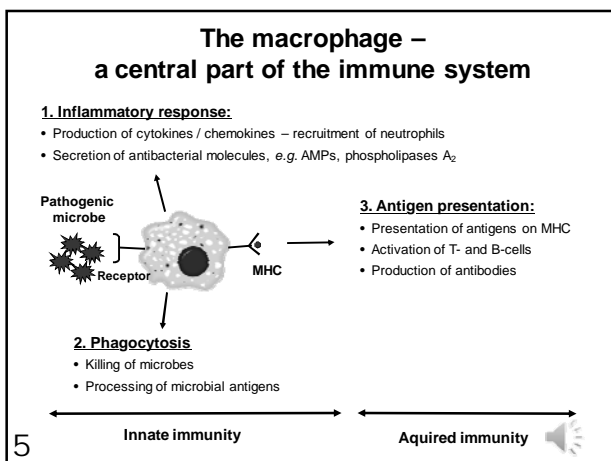 The macrophage –
a central part of the immune system
1. Inflammatory response:
• Production of cytokines / chemokines – recruitment of neutrophils
• Secretion of antibacterial molecules, e.g. AMPs, phospholipases A₂
Pathogenic
microbe
Receptor
MHC
3. Antigen presentation:
• Presentation of antigens on MHC
• Activation of T- and B-cells
• Production of antibodies
2. Phagocytosis
• Killing of microbes
• Processing of microbial antigens
Innate immunity
Aquired immunity
5